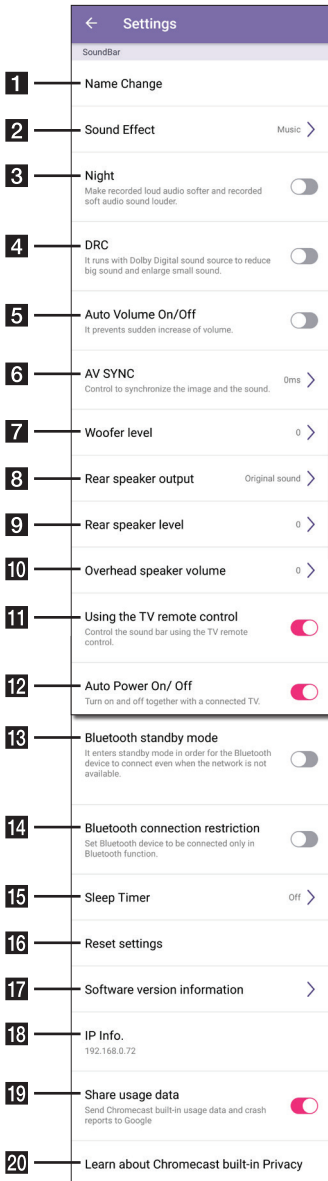 Settings
SoundBar
1 Name Change
2 Sound Effect Music
3 Night
Make recorded loud audio softer and recorded
soft audio sound louder.
4 DRC
It runs with Dolby Digital sound source to reduce
big sound and enlarge small sound.
5 Auto Volume On/Off
It prevents sudden increase of volume.
6 AV SYNC 0ms
Control to synchronize the image and the sound.
7 Woofer level 0
8 Rear speaker output Original sound
9 Rear speaker level 0
10 Overhead speaker volume 0
11 Using the TV remote control
Control the sound bar using the TV remote
control.
12 Auto Power On/ Off
Turn on and off together with a connected TV.
13 Bluetooth standby mode
It enters standby mode in order for the Bluetooth
device to connect even when the network is not
available.
14 Bluetooth connection restriction
Set Bluetooth device to be connected only in
Bluetooth function.
15 Sleep Timer Off
16 Reset settings
17 Software version information
18 IP Info.
192.168.0.72
19 Share usage data
Send Chromecast built-in usage data and crash
reports to Google
20 Learn about Chromecast built-in Privacy